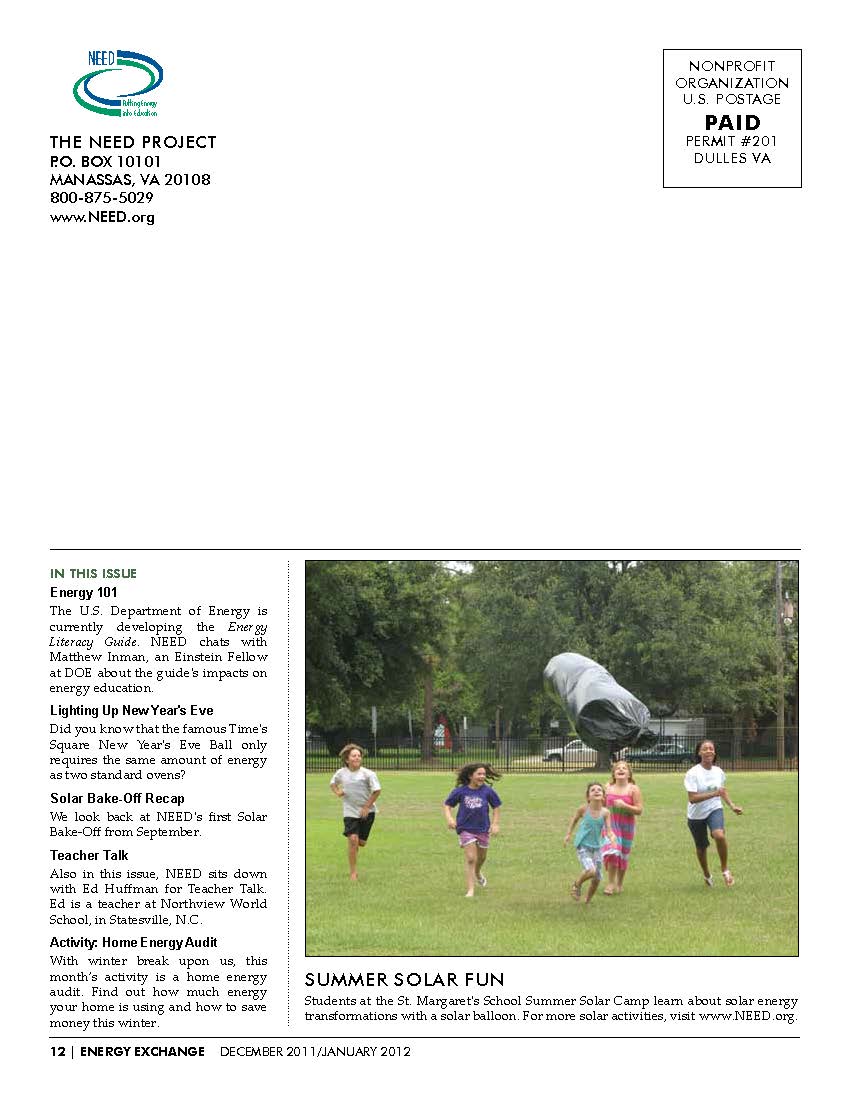 NEED
Putting Energy
into Education
THE NEED PROJECT
P.O. BOX 10101
MANASSAS, VA 20108
800-875-5029
www.NEED.org
NONPROFIT
ORGANIZATION
U.S. POSTAGE
PAID
PERMIT #201
DULLES VA
IN THIS ISSUE
Energy 101
The U.S. Department of Energy is
currently developing the Energy
Literacy Guide. NEED chats with
Matthew Inman, an Einstein Fellow
at DOE about the guide's impacts on
energy education.
Lighting Up New Year's Eve
Did you know that the famous Time's
Square New Year's Eve Ball only
requires the same amount of energy
as two standard ovens?
Solar Bake-Off Recap
We look back at NEED's first Solar
Bake-Off from September.
Teacher Talk
Also in this issue, NEED sits down
with Ed Huffman for Teacher Talk.
Ed is a teacher at Northview World
School, in Statesville, N.C.
Activity: Home Energy Audit
With winter break upon us, this
month's activity is a home energy
audit. Find out how much energy
your home is using and how to save
money this winter.
SUMMER SOLAR FUN
Students at the St. Margaret's School Summer Solar Camp learn about solar energy
transformations with a solar balloon. For more solar activities, visit www.NEED.org.
12 | ENERGY EXCHANGE DECEMBER 2011/JANUARY 2012